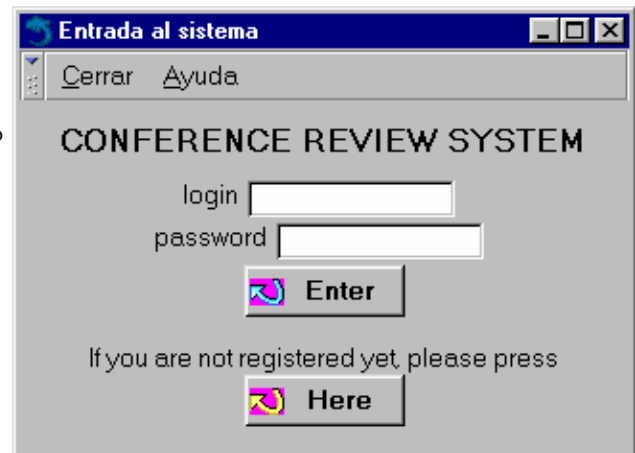 Entrada al sistema
Cerrar Ayuda
CONFERENCE REVIEW SYSTEM
login
password
Enter
If you are not registered yet, please press
Here